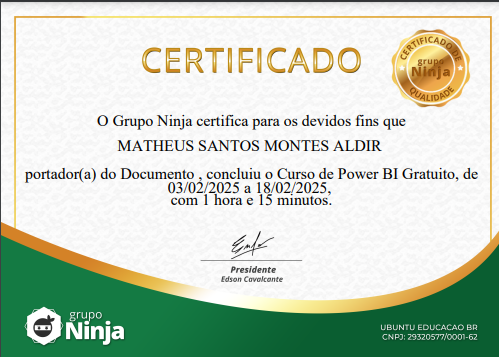 CERTIFICADO
CERTIFICADO DE
grupo
Ninja
QUALIDADE
O Grupo Ninja certifica para os devidos fins que
MATHEUS SANTOS MONTES ALDIR
portador(a) do Documento , concluiu o Curso de Power BI Gratuito, de
03/02/2025 a 18/02/2025,
com 1 hora e 15 minutos.
Presidente
Edson Cavalcante
grupo
Ninja
UBUNTU EDUCACAO BR
CNPJ: 29320577/0001-62